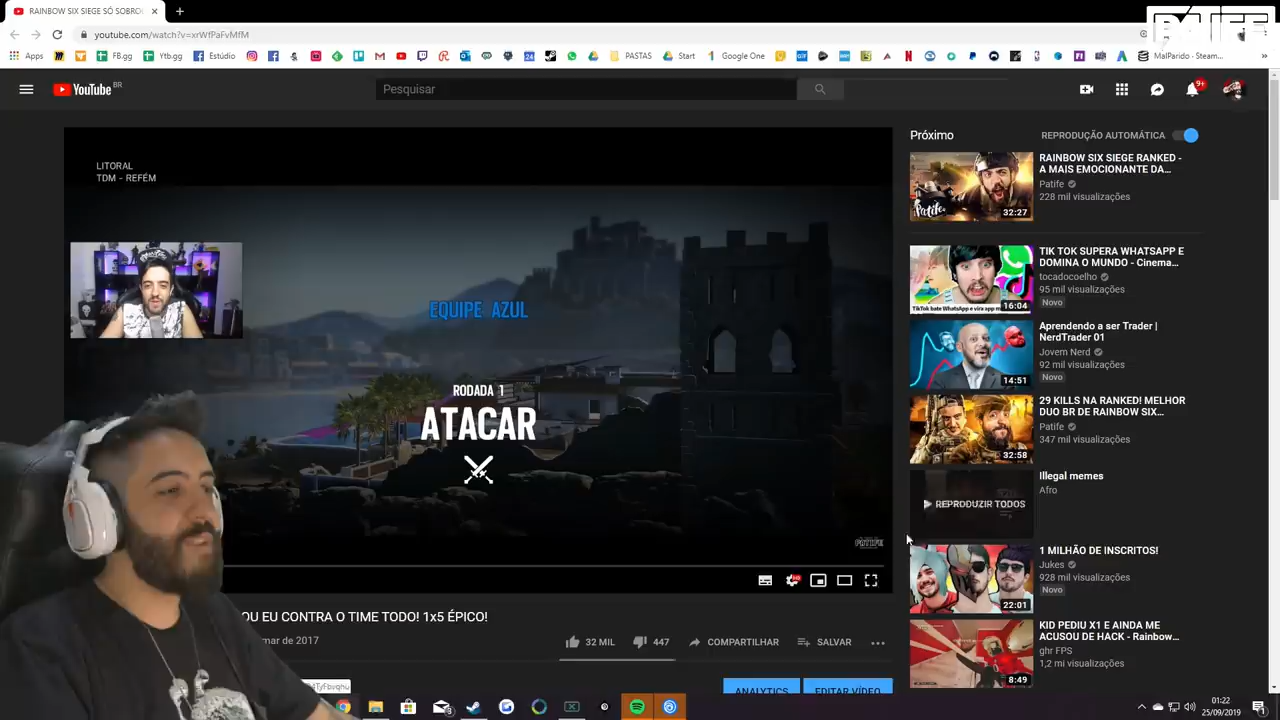 RAINBOW SIX SIEGE SÓ SOBRO
PATIFE
youtube.com/watch?v=xrWfPaFvMfM
Apps
FB.gg
Ytb.gg
Estúdio
24
PASTAS
Start
Google One
MalParido - Steam...
YouTube BR
Pesquisar
9+
LITORAL
TDM - REFÉM
EQUIPE AZUL
RODADA 1
ATACAR
PATIFE
OU EU CONTRA O TIME TODO! 1x5 ÉPICO!
mar de 2017
32 MIL
447
COMPARTILHAR
SALVAR
ANALYTICS
EDITAR VÍDEO
Próximo
REPRODUÇÃO AUTOMÁTICA
RAINBOW SIX SIEGE RANKED -
A MAIS EMOCIONANTE DA...
Patife
228 mil visualizações
Patife
32:27
TIK TOK SUPERA WHATSAPP E
DOMINA O MUNDO - Cinema...
tocadocoelho
95 mil visualizações
Novo
16:04
Aprendendo a ser Trader |
NerdTrader 01
Jovem Nerd
92 mil visualizações
Novo
14:51
29 KILLS NA RANKED! MELHOR
DUO BR DE RAINBOW SIX...
Patife
347 mil visualizações
32:58
Illegal memes
Afro
REPRODUZIR TODOS
1 MILHÃO DE INSCRITOS!
Jukes
928 mil visualizações
Novo
22:01
KID PEDIU X1 E AINDA ME
ACUSOU DE HACK - Rainbow...
ghr FPS
1,2 mi visualizações
8:49
01:22
25/09/2019